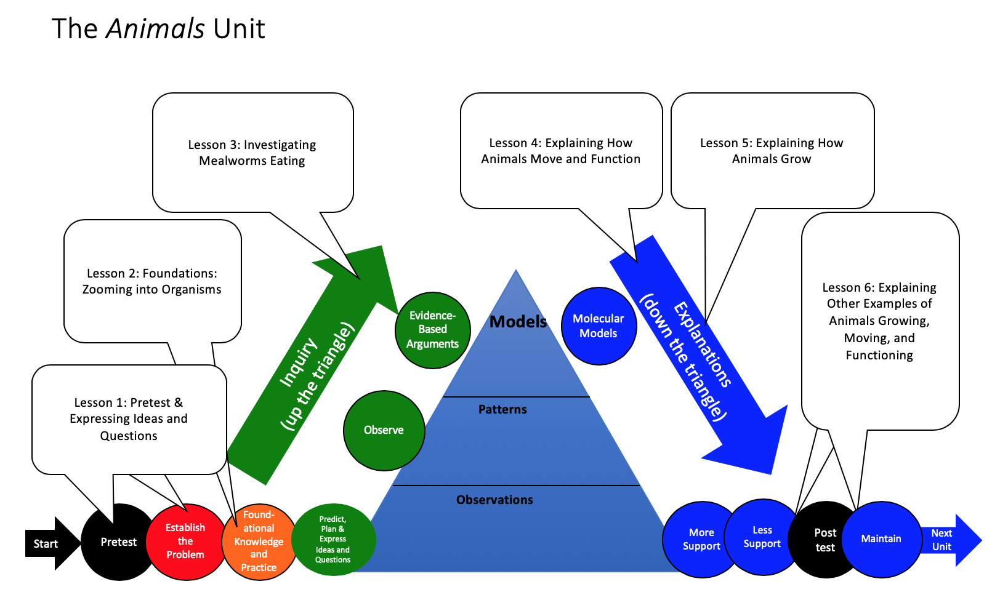 The Animals Unit
Lesson 3: Investigating
Mealworms Eating
Lesson 4: Explaining How
Animals Move and Function
Lesson 5: Explaining How
Animals Grow
Lesson 2: Foundations:
Zooming into Organisms
Lesson 6: Explaining
Other Examples of
Animals Growing,
Moving, and
Functioning
Lesson 1: Pretest &
Expressing Ideas and
Questions
Inquiry
(up the triangle)
Evidence-
Based
Arguments
Models
Molecular
Models
Explanations
(down the triangle)
Observe
Patterns
Observations
Start
Pretest
Establish
the
Problem
Found-
ational
Knowledge
and
Practice
Predict,
Plan &
Express
Ideas and
Questions
More
Support
Less
Support
Post
test
Maintain
Next
Unit